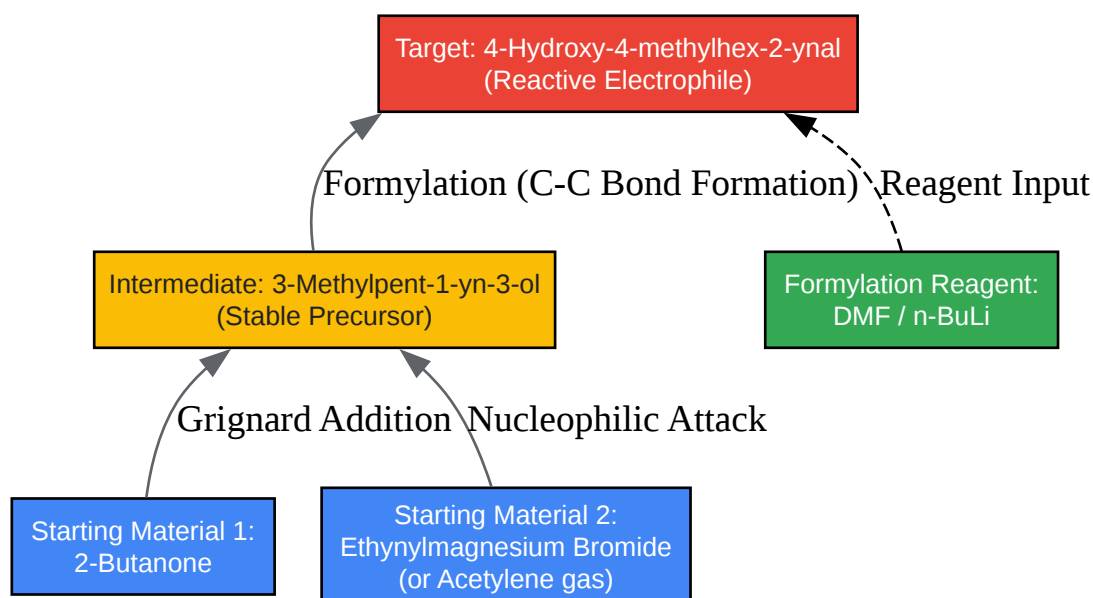 Target: 4-Hydroxy-4-methylhex-2-ynal
(Reactive Electrophile)
Formylation (C-C Bond Formation)
Reagent Input
Intermediate: 3-Methylpent-1-yn-3-ol
(Stable Precursor)
Formylation Reagent:
DMF / n-BuLi
Grignard Addition
Nucleophilic Attack
Starting Material 1:
2-Butanone
Starting Material 2:
Ethynylmagnesium Bromide
(or Acetylene gas)